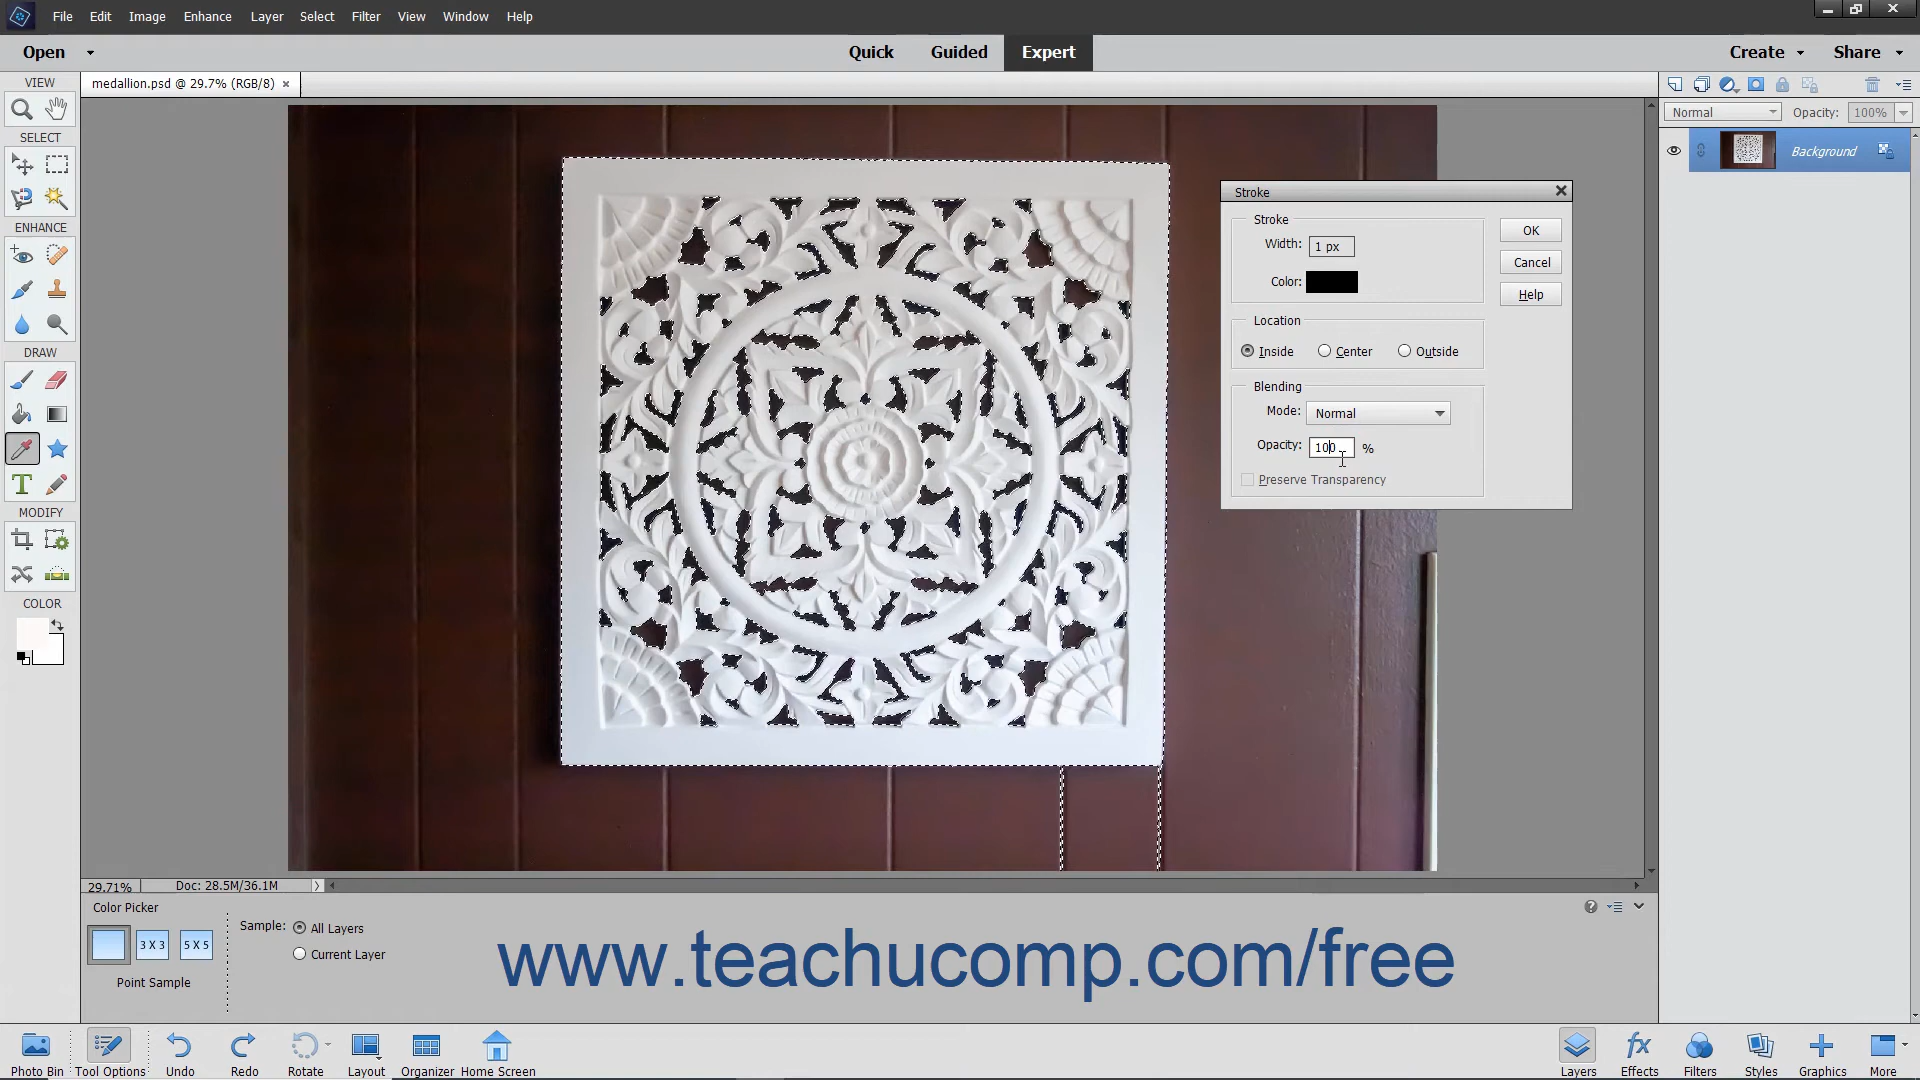 File Edit Image Enhance Layer Select Filter View Window Help
Open Quick Guided Expert Create Share
VIEW
medallion.psd @ 29.7% (RGB/8) ×
Normal Opacity: 100%
SELECT
Background
ENHANCE
DRAW
T
MODIFY
COLOR
Stroke
Stroke
Width: 1 px
Color:
OK
Cancel
Help
Location
Inside Center Outside
Blending
Mode: Normal
Opacity: 100 %
Preserve Transparency
29.71% Doc: 28.5M/36.1M
Color Picker
3 X 3 5 X 5
Point Sample
Sample: All Layers
Current Layer
www.teachucomp.com/free
Photo Bin Tool Options Undo Redo Rotate Layout Organizer Home Screen
fx
Layers Effects Filters Styles Graphics More